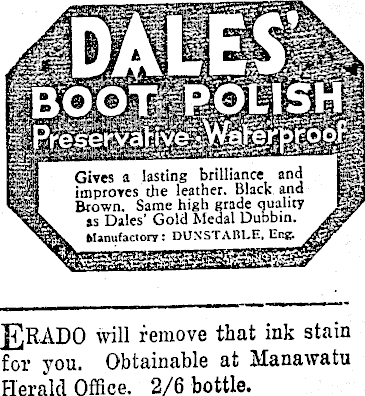 DALES'
BOOT POLISH
Preservative-Waterproof
Gives a lasting brilliance and
improves the leather. Black and
Brown. Same high grade quality
as Dales' Gold Medal Dubbin.
Manufactory: DUNSTABLE, Eng.
ERADO will remove that ink stain
for you. Obtainable at Manawatu
Herald Office. 2/6 bottle.